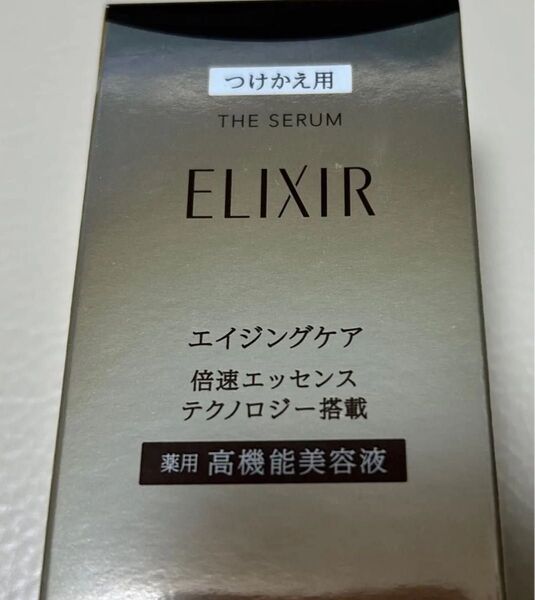 つけかえ用
THE SERUM
ELIXIR
エイジングケア
倍速エッセンス
テクノロジー搭載
薬用 高機能美容液